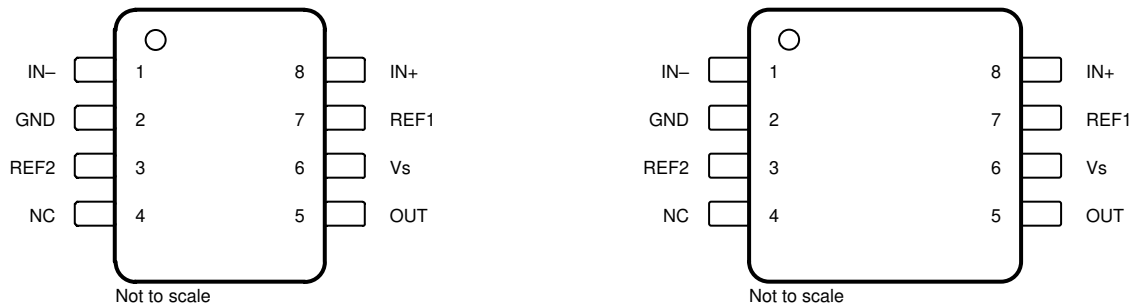 IN– 1 8 IN+
GND 2 7 REF1
REF2 3 6 Vs
NC 4 5 OUT
Not to scale
IN– 1 8 IN+
GND 2 7 REF1
REF2 3 6 Vs
NC 4 5 OUT
Not to scale